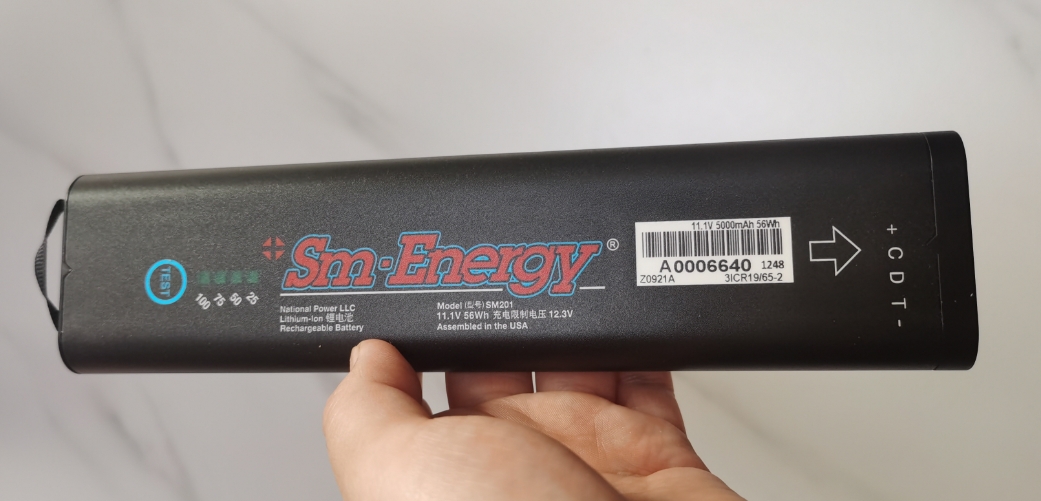 TEST
100 75 50 25
Sm·Energy®
National Power LLC
Lithium-Ion 锂电池
Rechargeable Battery
Model (型号) SM201
11.1V 56Wh 充电限制电压 12.3V
Assembled in the USA
11.1V 5000mAh 56Wh
A0006640 1248
Z0921A 3ICR19/65-2
+ C D T -